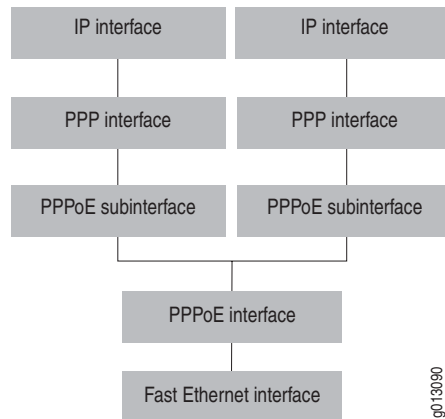 IP interface
IP interface
PPP interface
PPP interface
PPPoE subinterface
PPPoE subinterface
PPPoE interface
Fast Ethernet interface
g013090